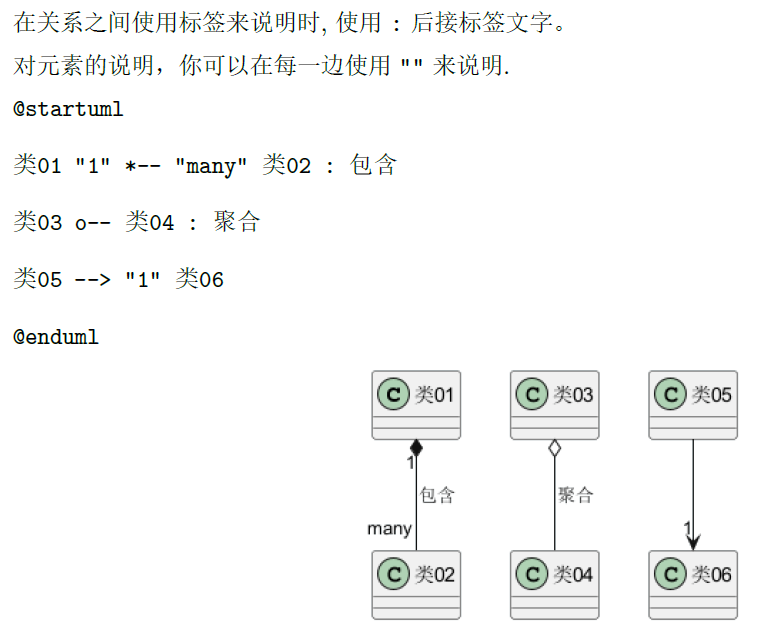 在关系之间使用标签来说明时, 使用 : 后接标签文字。
对元素的说明，你可以在每一边使用 "" 来说明.
@startuml
类01 "1" *-- "many" 类02 : 包含
类03 o-- 类04 : 聚合
类05 --> "1" 类06
@enduml
C 类01 C 类03 C 类05
1
包含 聚合
many 1
C 类02 C 类04 C 类06